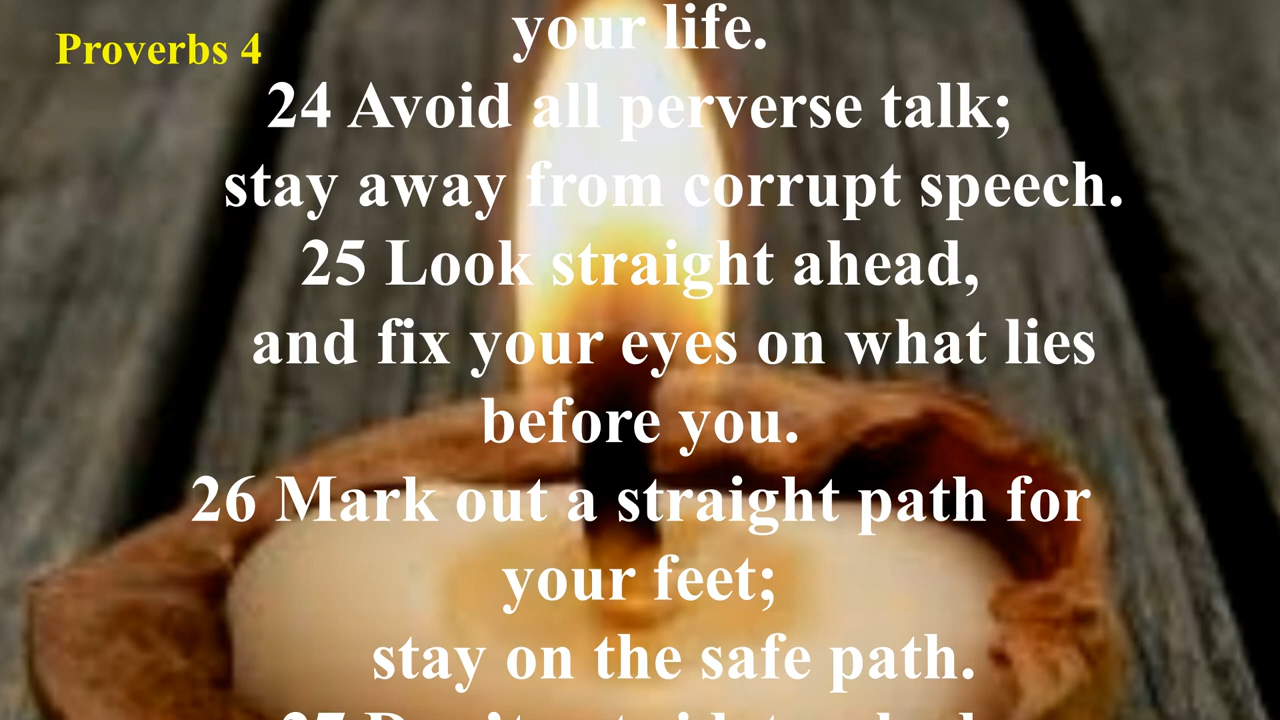 Proverbs 4
your life.
24 Avoid all perverse talk;
stay away from corrupt speech.
25 Look straight ahead,
and fix your eyes on what lies
before you.
26 Mark out a straight path for
your feet;
stay on the safe path.